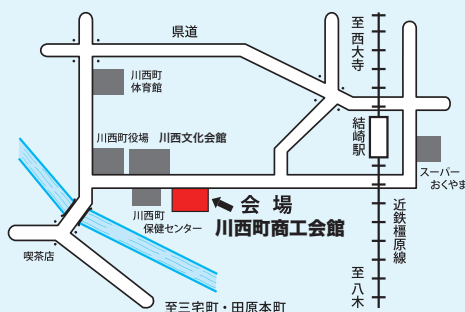 県道
至
西
大
寺
川西町
体育館
川西町役場
川西文化会館
結
崎
駅
スーパー
おくやま
川西町
保健センター
会 場
川西町商工会館
近
鉄
橿
原
線
喫茶店
至三宅町・田原本町
至
八
木